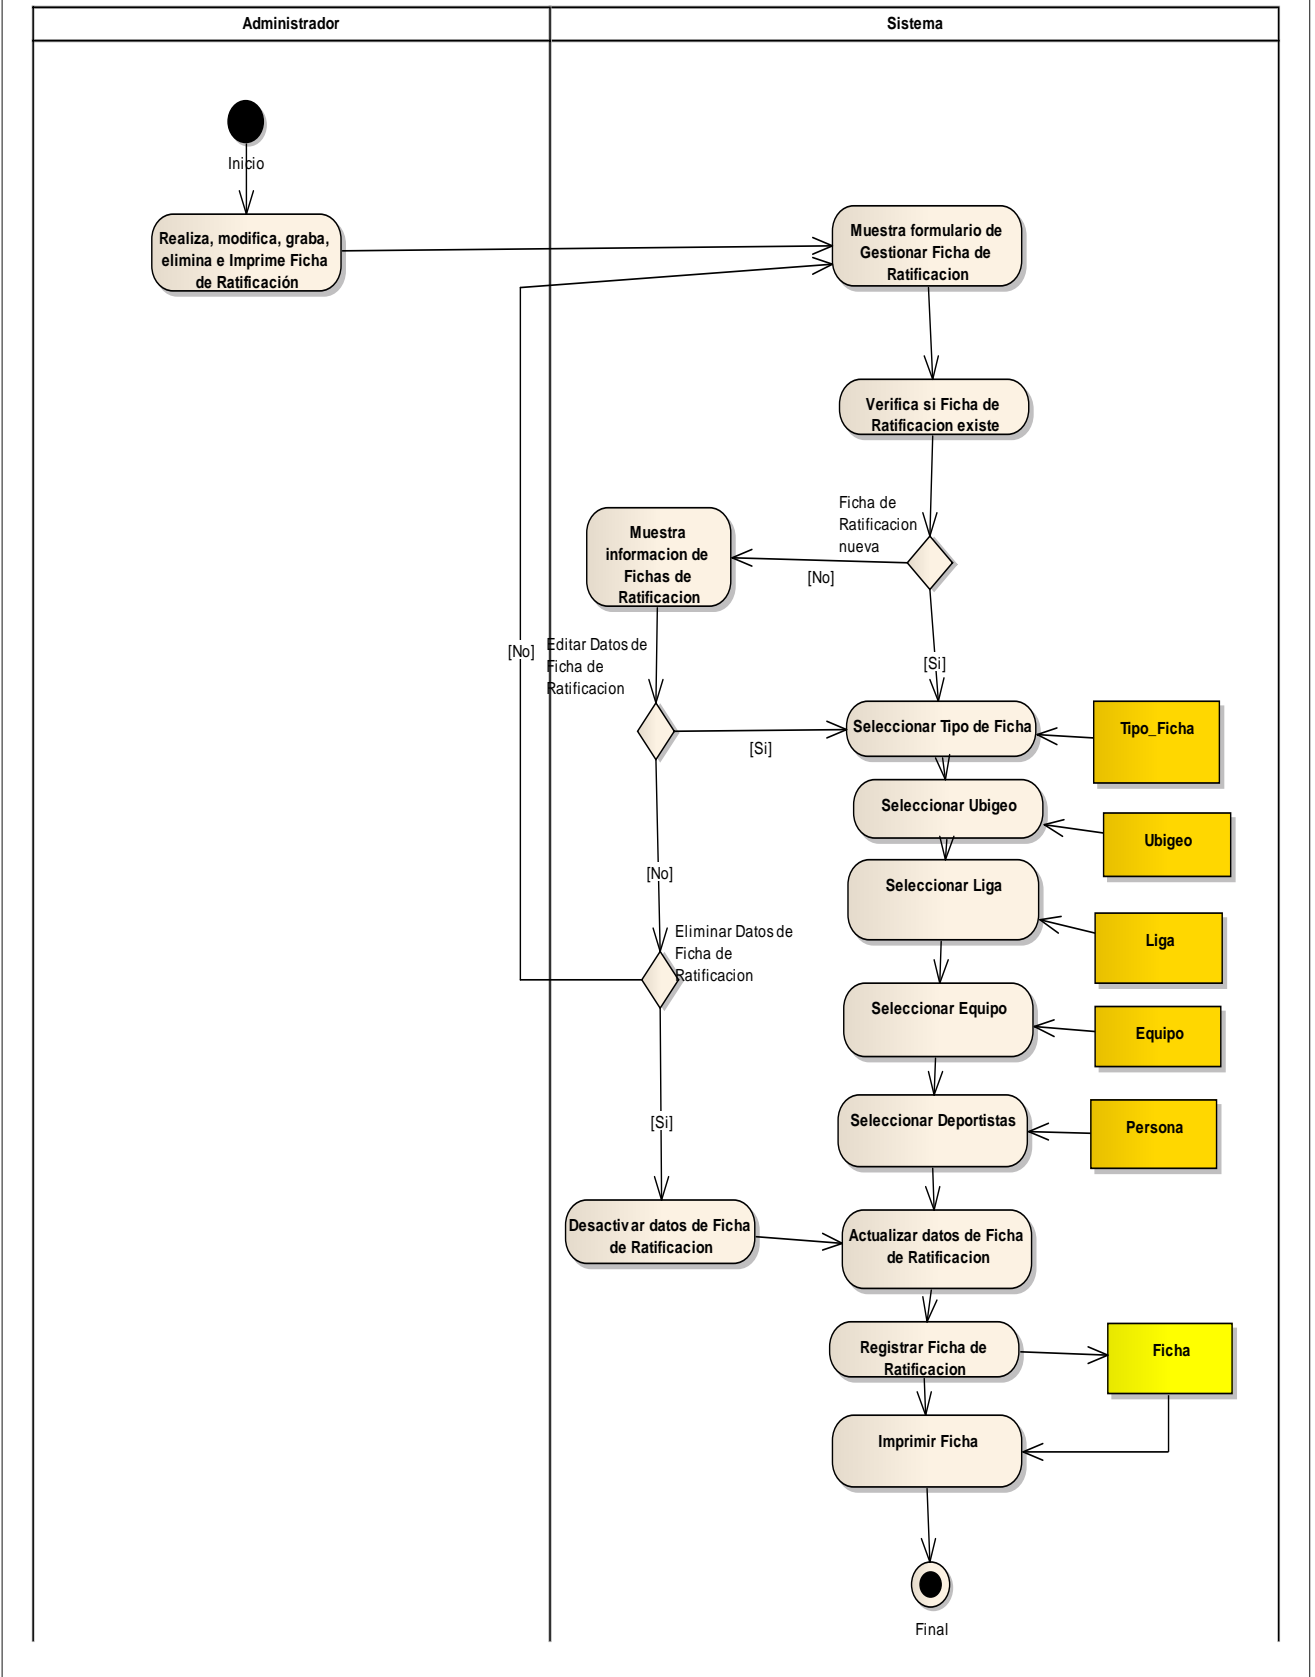 Administrador
Sistema
Inicio
Realiza, modifica, graba,
elimina e Imprime Ficha
de Ratificación
Muestra formulario de
Gestionar Ficha de
Ratificacion
Verifica si Ficha de
Ratificacion existe
Ficha de
Ratificacion
nueva
Muestra
informacion de
Fichas de
Ratificacion
[No]
[No]
Editar Datos de
Ficha de
Ratificacion
[Si]
Seleccionar Tipo de Ficha
Tipo_Ficha
[Si]
Seleccionar Ubigeo
Ubigeo
[No]
Seleccionar Liga
Eliminar Datos de
Ficha de
Ratificacion
Liga
Seleccionar Equipo
Equipo
[Si]
Seleccionar Deportistas
Persona
Desactivar datos de Ficha
de Ratificacion
Actualizar datos de Ficha
de Ratificacion
Registrar Ficha de
Ratificacion
Ficha
Imprimir Ficha
Final